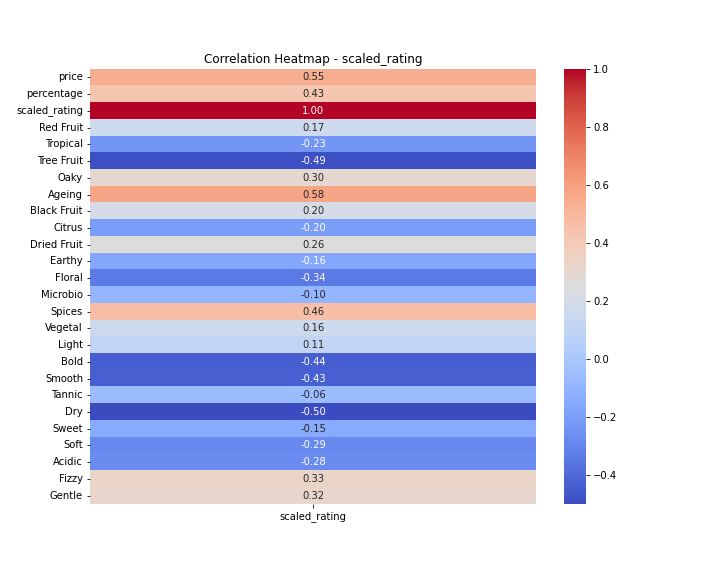 Correlation Heatmap - scaled_rating
price 0.55
percentage 0.43
scaled_rating 1.00
Red Fruit 0.17
Tropical -0.23
Tree Fruit -0.49
Oaky 0.30
Ageing 0.58
Black Fruit 0.20
Citrus -0.20
Dried Fruit 0.26
Earthy -0.16
Floral -0.34
Microbio -0.10
Spices 0.46
Vegetal 0.16
Light 0.11
Bold -0.44
Smooth -0.43
Tannic -0.06
Dry -0.50
Sweet -0.15
Soft -0.29
Acidic -0.28
Fizzy 0.33
Gentle 0.32
scaled_rating
1.0
0.8
0.6
0.4
0.2
0.0
−0.2
−0.4